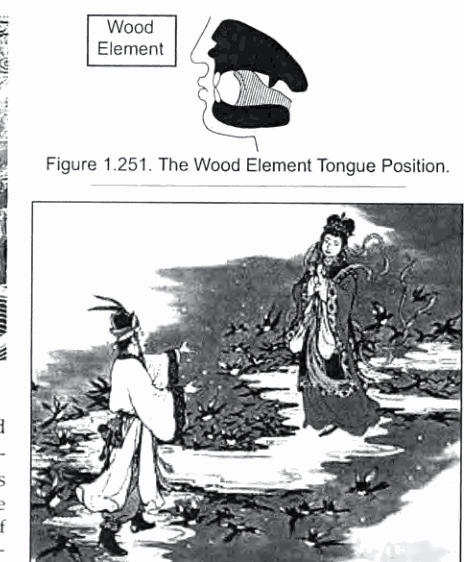 Wood
Element
Figure 1.251. The Wood Element Tongue Position.
d
-
s
e
f
-